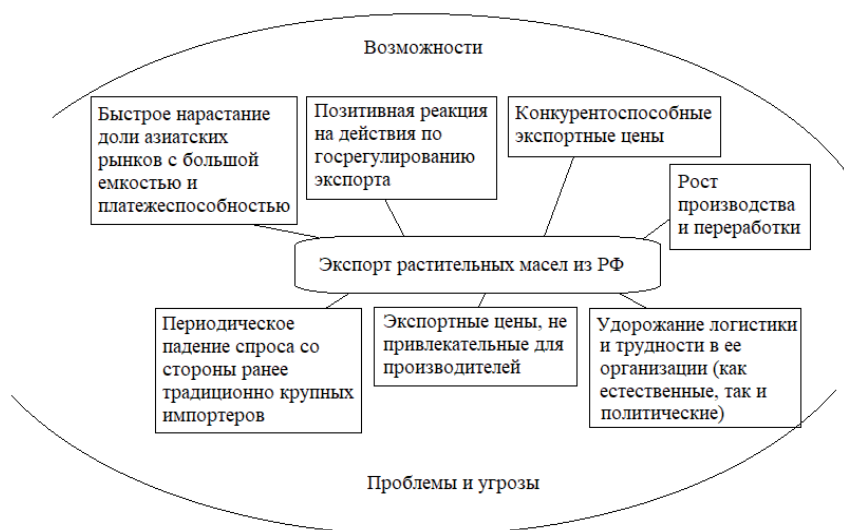 Возможности
Быстрое нарастание
доли азиатских
рынков с большой
емкостью и
платежеспособностью
Позитивная реакция
на действия по
госрегулированию
экспорта
Конкурентоспособные
экспортные цены
Рост
производства
и переработки
Экспорт растительных масел из РФ
Периодическое
падение спроса со
стороны ранее
традиционно крупных
импортеров
Экспортные цены, не
привлекательные для
производителей
Удорожание логистики
и трудности в ее
организации (как
естественные, так и
политические)
Проблемы и угрозы